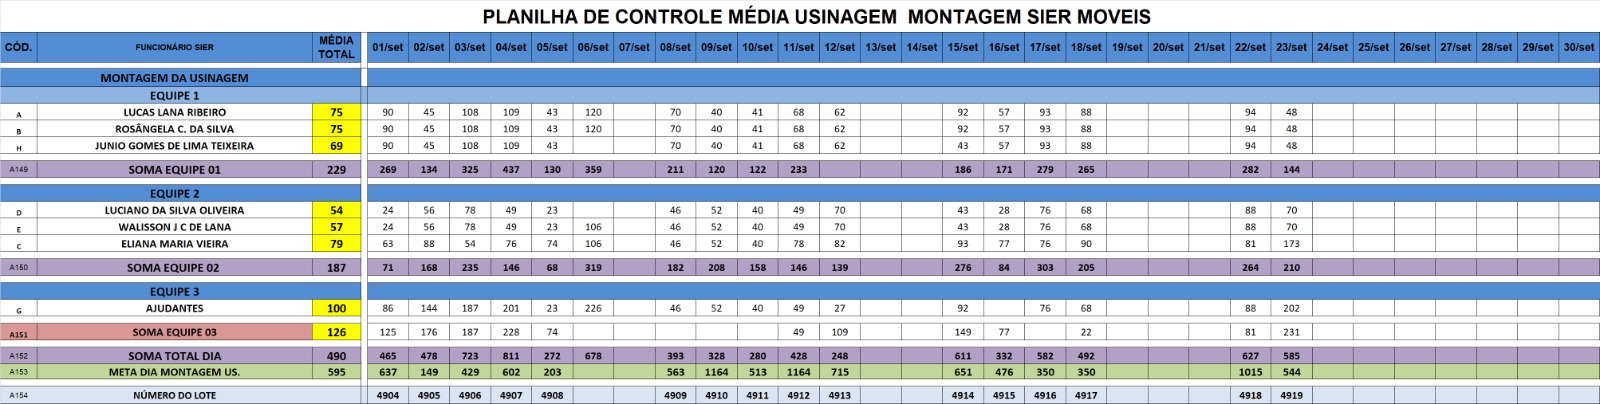 PLANILHA DE CONTROLE MÉDIA USINAGEM MONTAGEM SIER MOVEIS
CÓD. FUNCIONÁRIO SIER MÉDIA TOTAL 01/set 02/set 03/set 04/set 05/set 06/set 07/set 08/set 09/set 10/set 11/set 12/set 13/set 14/set 15/set 16/set 17/set 18/set 19/set 20/set 21/set 22/set 23/set 24/set 25/set 26/set 27/set 28/set 29/set 30/set
MONTAGEM DA USINAGEM
EQUIPE 1
A LUCAS LANA RIBEIRO 75 90 45 108 109 43 120 70 40 41 68 62 92 57 93 88 94 48
B ROSÂNGELA C. DA SILVA 75 90 45 108 109 43 120 70 40 41 68 62 92 57 93 88 94 48
H JUNIO GOMES DE LIMA TEIXEIRA 69 90 45 108 109 43 70 40 41 68 62 43 57 93 88 94 48
A149 SOMA EQUIPE 01 229 269 134 325 437 130 359 211 120 122 233 186 171 279 265 282 144
EQUIPE 2
D LUCIANO DA SILVA OLIVEIRA 54 24 56 78 49 23 46 52 40 49 70 43 28 76 68 88 70
E WALISSON J C DE LANA 57 24 56 78 49 23 106 46 52 40 49 70 43 28 76 68 88 70
C ELIANA MARIA VIEIRA 79 63 88 54 76 74 106 46 52 40 78 82 93 77 76 90 81 173
A150 SOMA EQUIPE 02 187 71 168 235 146 68 319 182 208 158 146 139 276 84 303 205 264 210
EQUIPE 3
G AJUDANTES 100 86 144 187 201 23 226 46 52 40 49 27 92 76 68 88 202
A151 SOMA EQUIPE 03 126 125 176 187 228 74 49 109 149 77 22 81 231
A152 SOMA TOTAL DIA 490 465 478 723 811 272 678 393 328 280 428 248 611 332 582 492 627 585
A153 META DIA MONTAGEM US. 595 637 149 429 602 203 563 1164 513 1164 715 651 476 350 350 1015 544
A154 NÚMERO DO LOTE 4904 4905 4906 4907 4908 4909 4910 4911 4912 4913 4914 4915 4916 4917 4918 4919